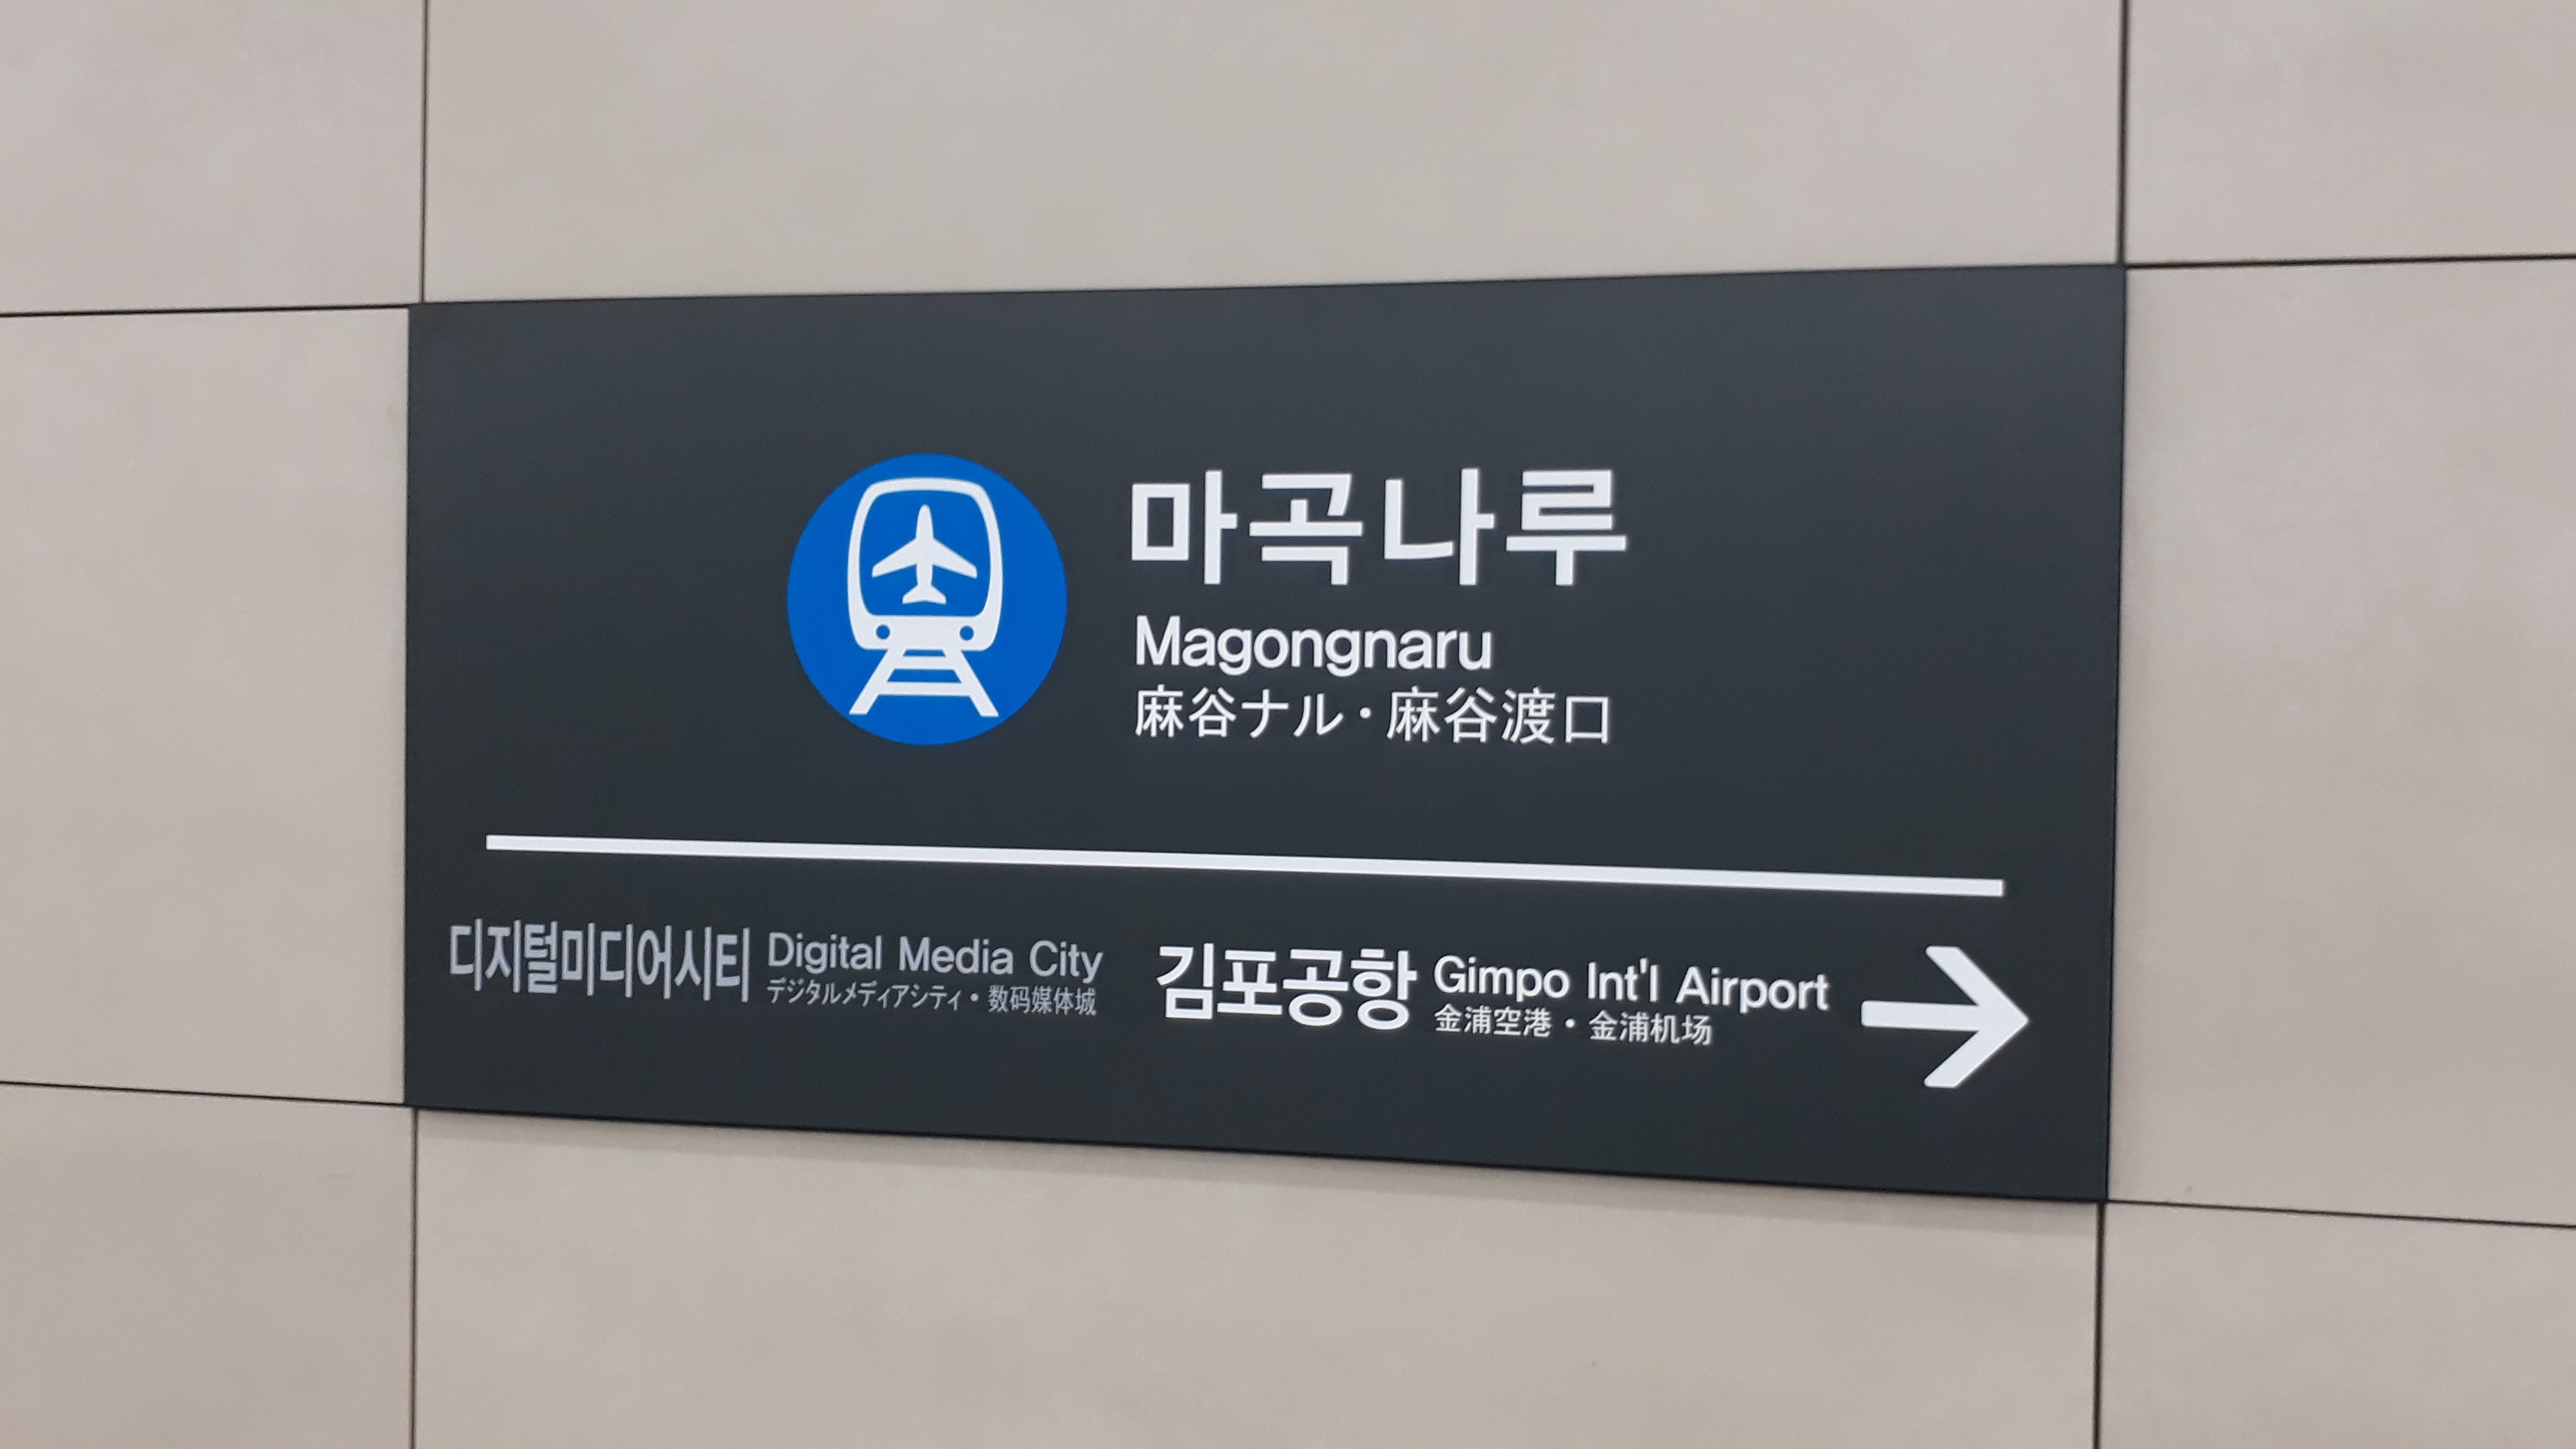 마곡나루
Magongnaru
麻谷ナル・麻谷渡口
디지털미디어시티 Digital Media City
デジタルメディアシティ・数码媒体城
김포공항 Gimpo Int'l Airport
金浦空港・金浦机场